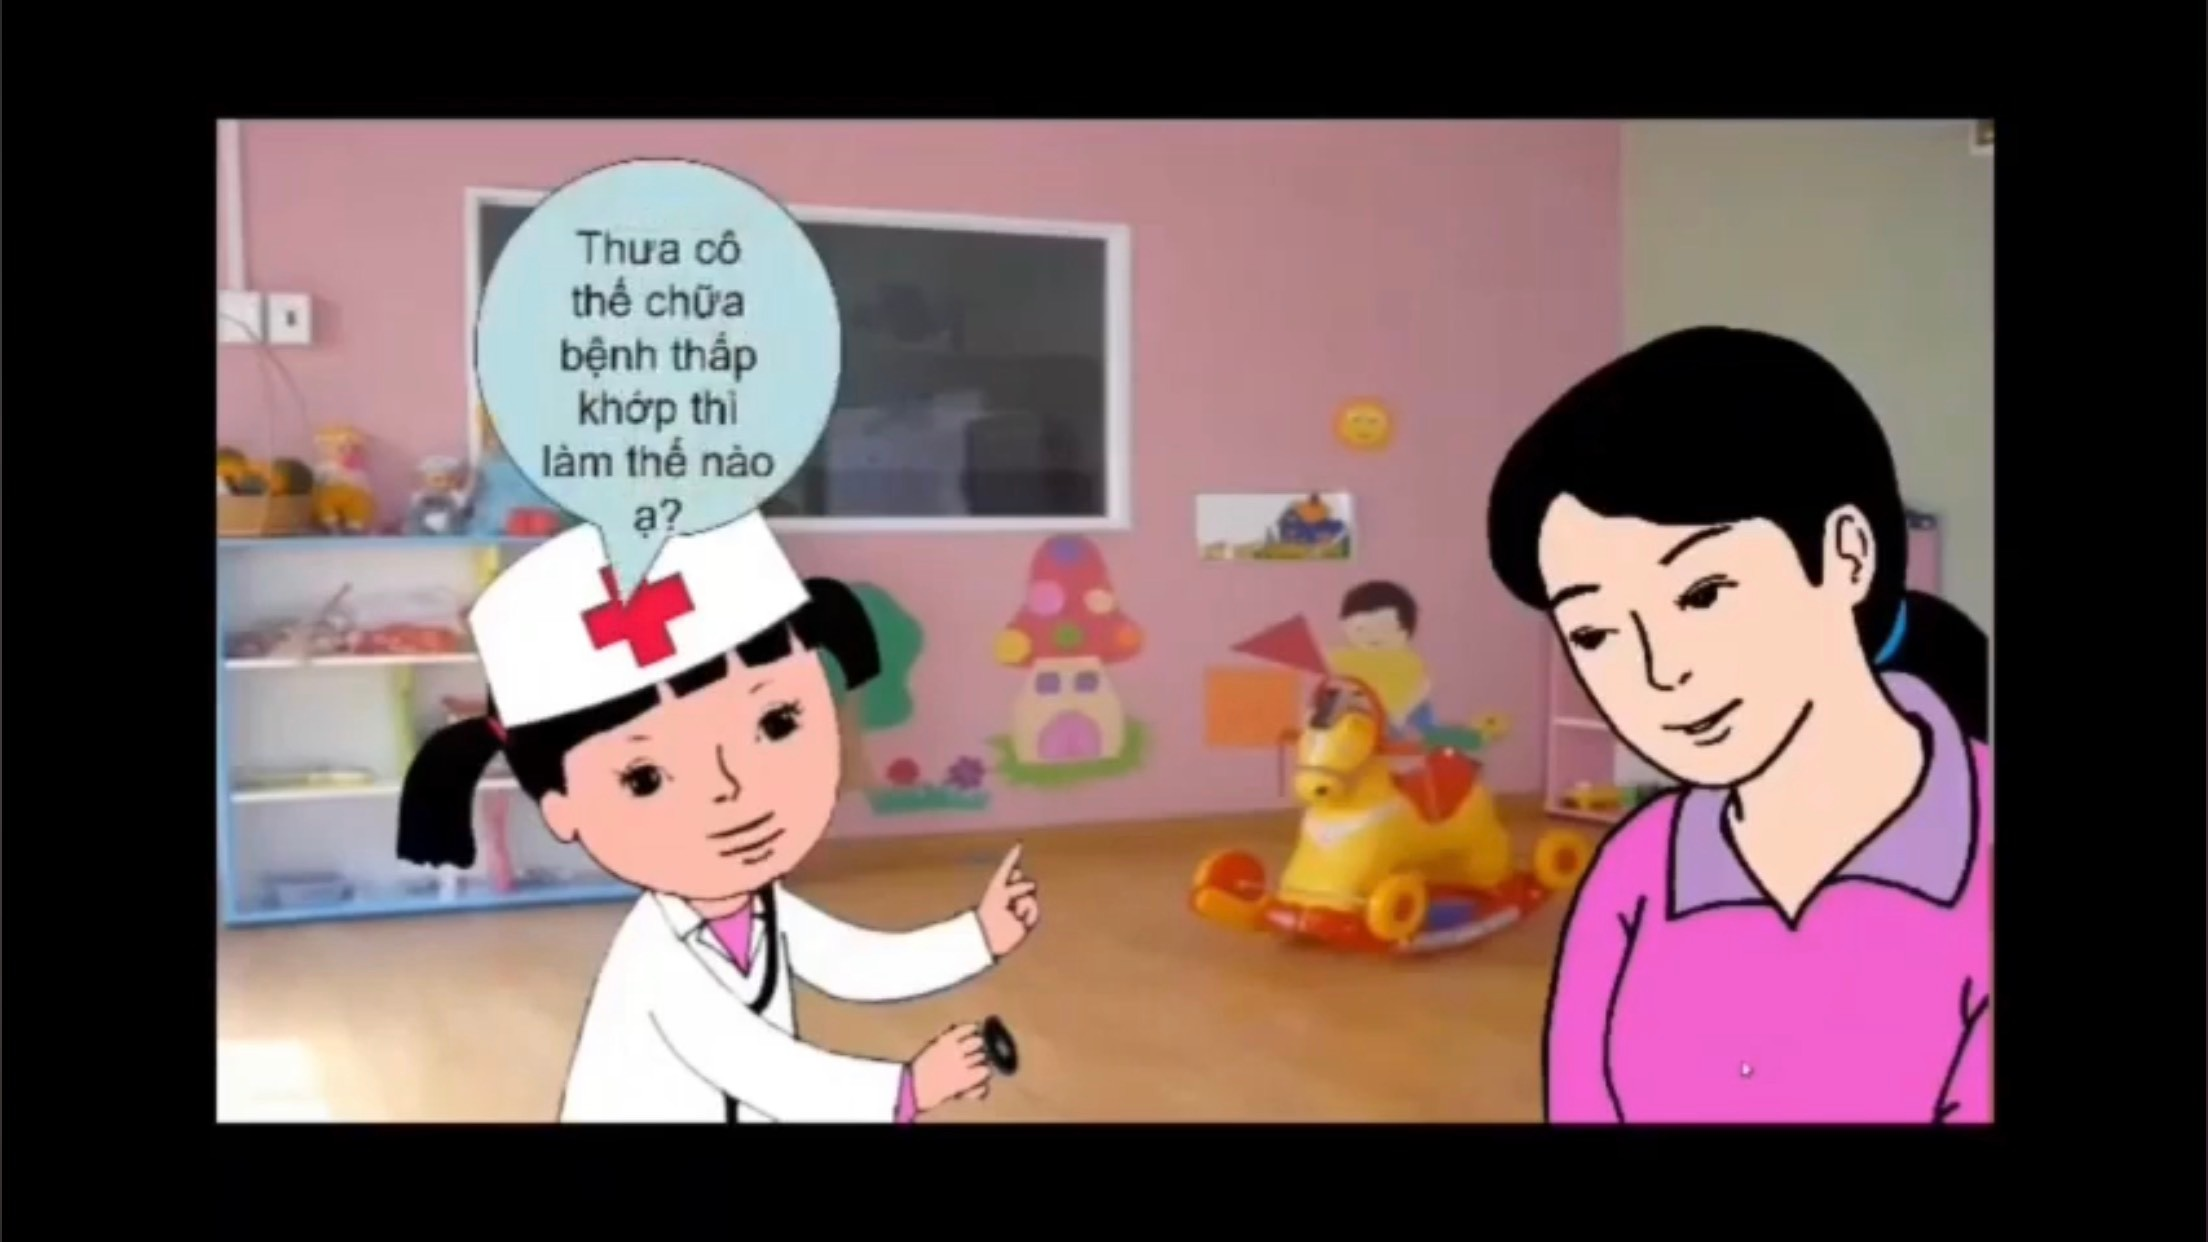 Thưa cô
thế chữa
bệnh thấp
khớp thì
làm thế nào
ạ?